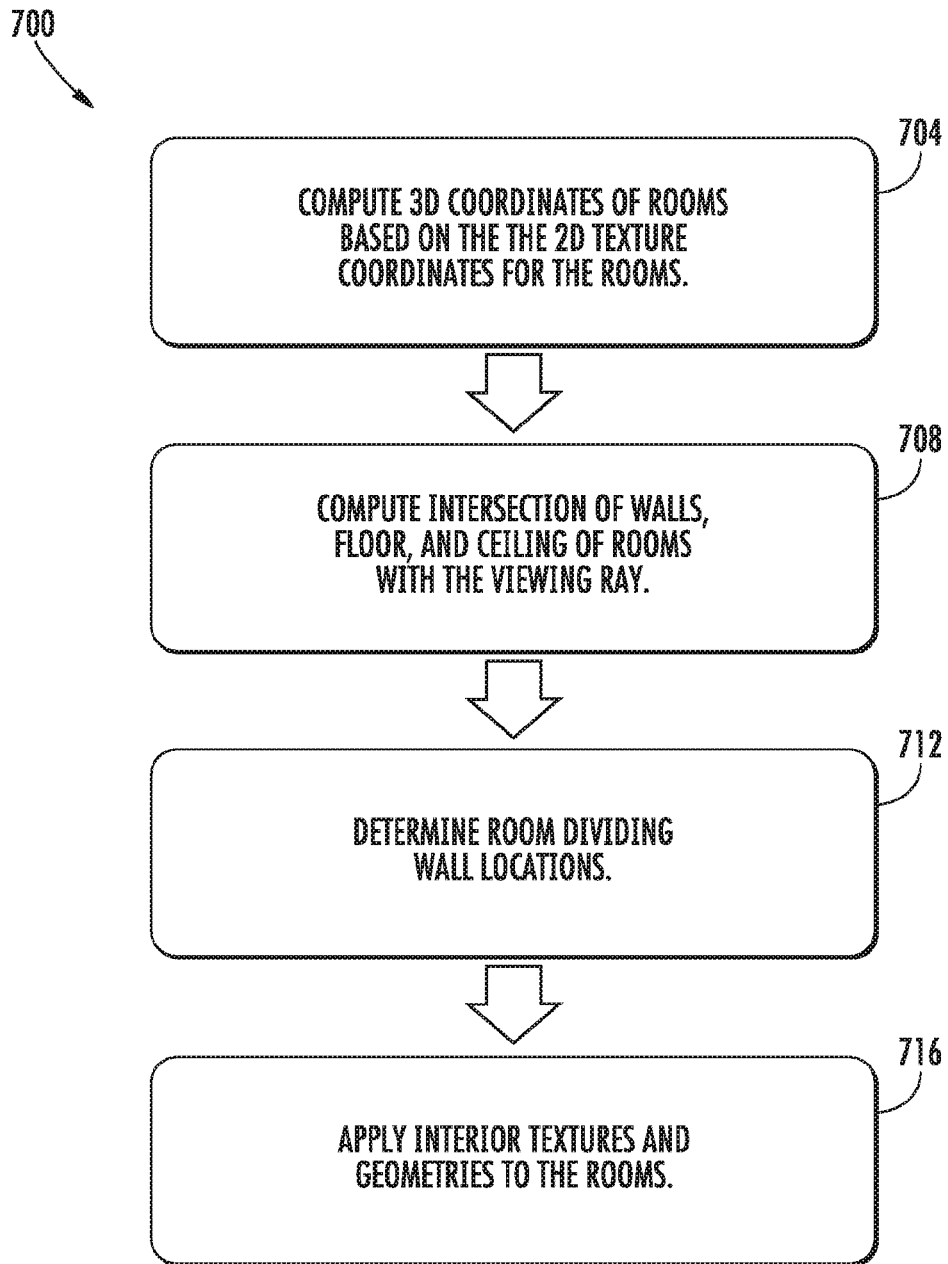 700
704
COMPUTE 3D COORDINATES OF ROOMS
BASED ON THE THE 2D TEXTURE
COORDINATES FOR THE ROOMS.
708
COMPUTE INTERSECTION OF WALLS,
FLOOR, AND CEILING OF ROOMS
WITH THE VIEWING RAY.
712
DETERMINE ROOM DIVIDING
WALL LOCATIONS.
716
APPLY INTERIOR TEXTURES AND
GEOMETRIES TO THE ROOMS.